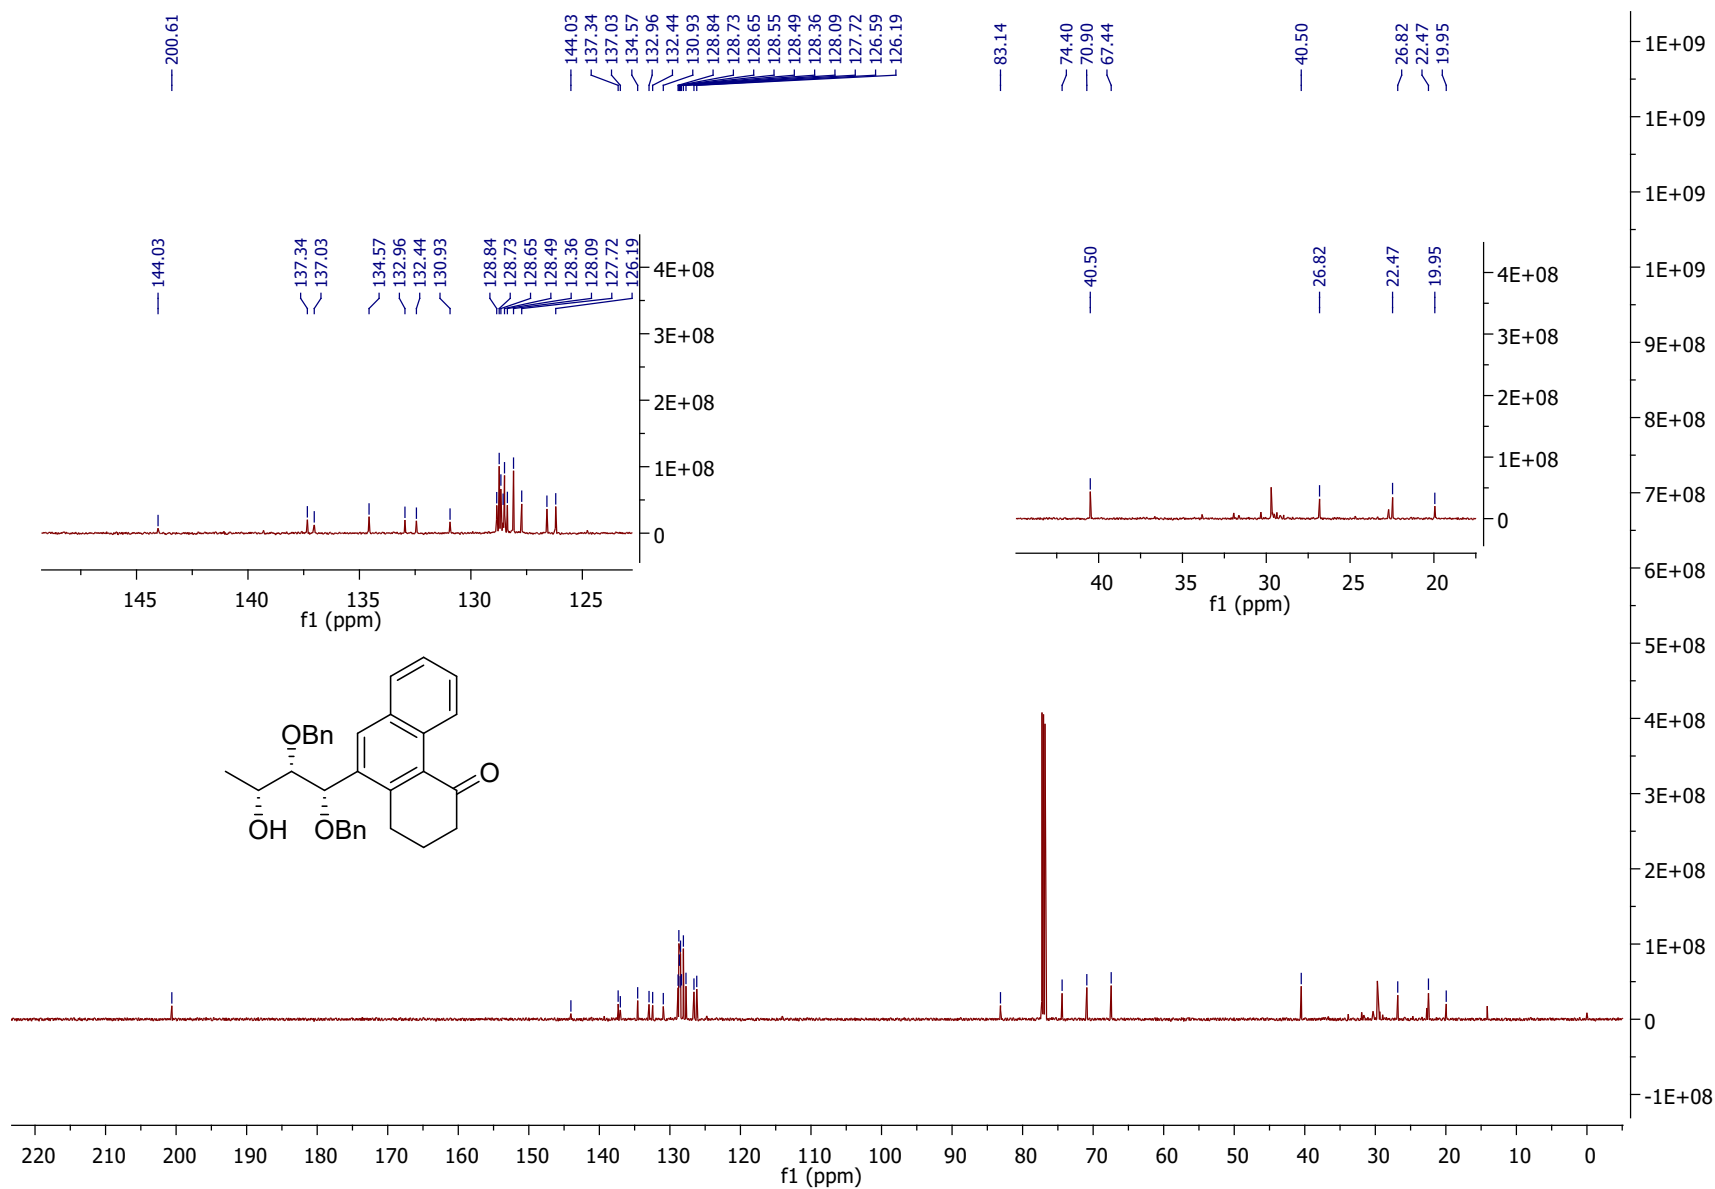 200.61
144.03
137.34
137.03
134.57
132.96
132.44
130.93
128.84
128.73
128.65
128.55
128.49
128.36
128.09
127.72
126.59
126.19
83.14
74.40
70.90
67.44
40.50
26.82
22.47
19.95
1E+09
1E+09
1E+09
1E+09
9E+08
8E+08
7E+08
6E+08
5E+08
4E+08
3E+08
2E+08
1E+08
0
-1E+08
144.03
137.34
137.03
134.57
132.96
132.44
130.93
128.84
128.73
128.65
128.49
128.36
128.09
127.72
126.19
4E+08
3E+08
2E+08
1E+08
0
145 140 135 130 125
f1 (ppm)
40.50
26.82
22.47
19.95
4E+08
3E+08
2E+08
1E+08
0
40 35 30 25 20
f1 (ppm)
OBn
O
OH OBn
220 210 200 190 180 170 160 150 140 130 120 110 100 90 80 70 60 50 40 30 20 10 0
f1 (ppm)